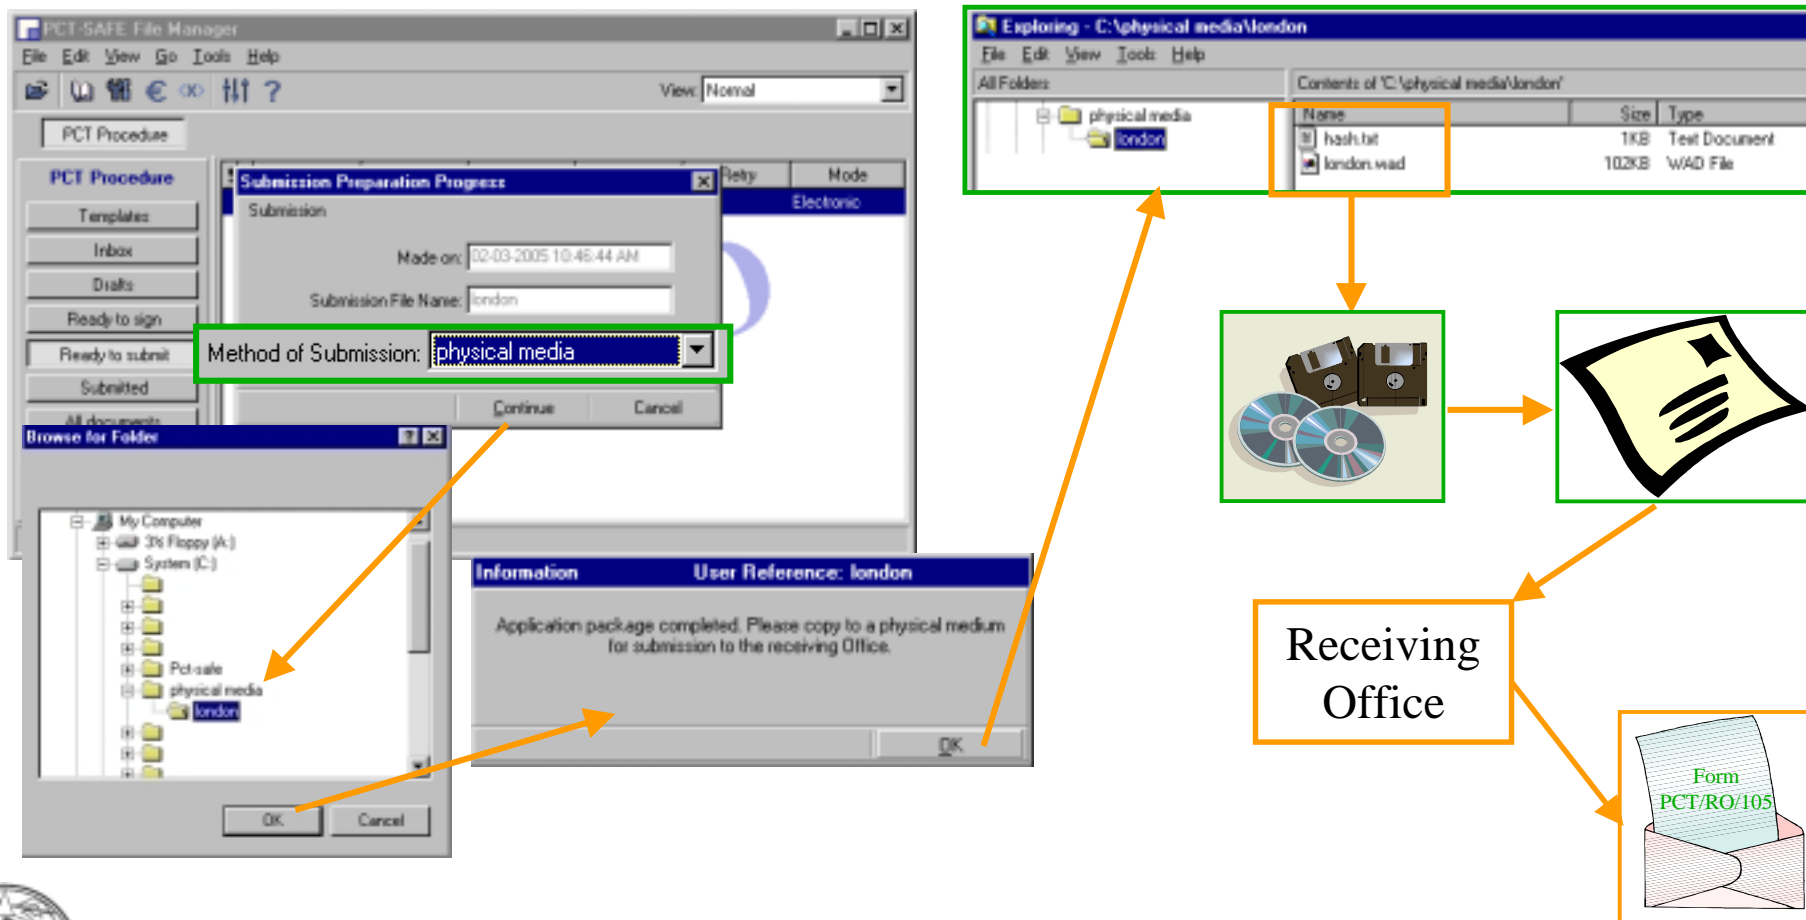 PCT-SAFE File Manager
File Edit View Go Tools Help
View: Normal
PCT Procedure
PCT Procedure
Templates
Inbox
Drafts
Ready to sign
Ready to submit
Submitted
All documents
Retry Mode
Electronic
Submission Preparation Progress
Submission
Made on: 02-03-2005 10:46:44 AM
Submission File Name: london
Method of Submission: physical media
Continue Cancel
Browse for Folder
My Computer
3½ Floppy (A:)
System (C:)
Pct-safe
physical media
london
OK Cancel
Information User Reference: london
Application package completed. Please copy to a physical medium
for submission to the receiving Office.
OK
Exploring - C:\physical media\london
File Edit View Tools Help
All Folders
Contents of 'C:\physical media\london'
physical media
london
Name Size Type
hash.txt 1KB Text Document
london.wad 102KB WAD File
Receiving
Office
Form
PCT/RO/105